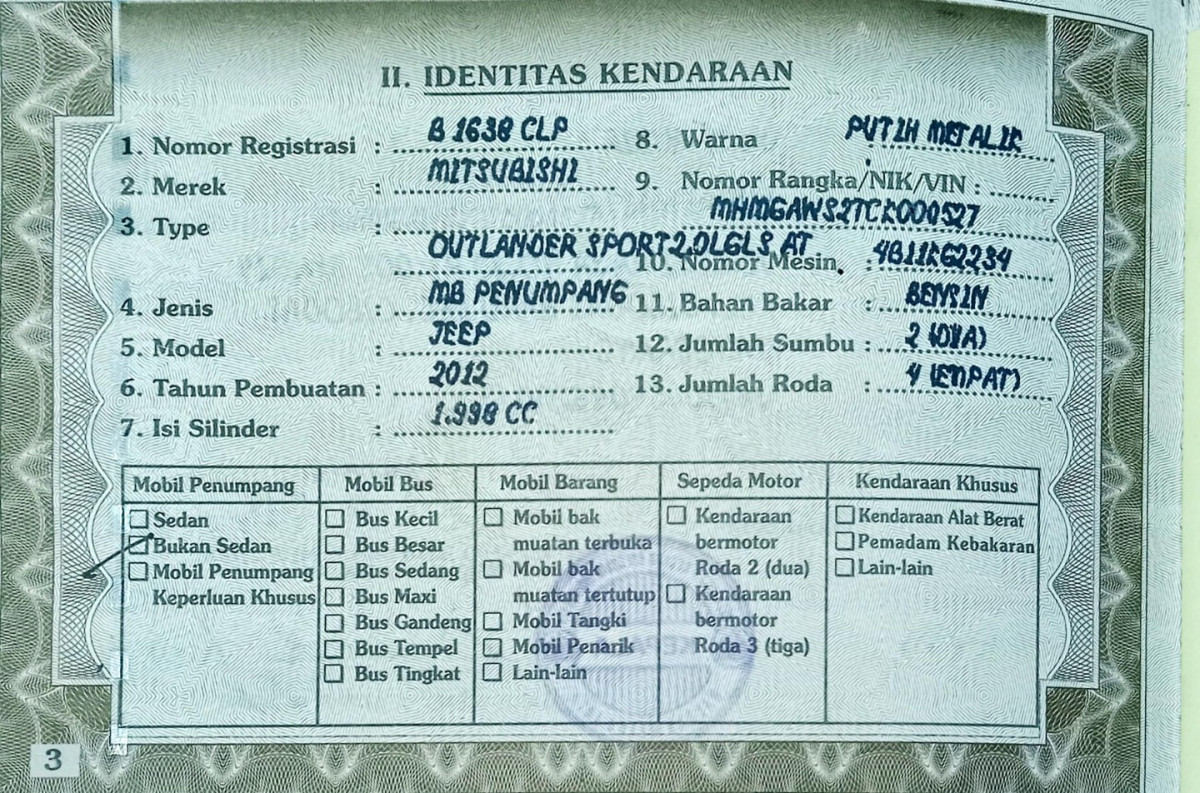 II. IDENTITAS KENDARAAN
1. Nomor Registrasi : B 1638 CLP
2. Merek : MITSUBISHI
3. Type :
OUTLANDER SPORT2.0LGLS AT
4. Jenis : MB PENUMPANG
5. Model : JEEP
6. Tahun Pembuatan : 2012
7. Isi Silinder : 1.998 CC
8. Warna PUTIH METALIK
9. Nomor Rangka/NIK/VIN :
MHMGAWS2TCK000527
10. Nomor Mesin : 4B11KG2234
11. Bahan Bakar : BENSIN
12. Jumlah Sumbu : 2 (DUA)
13. Jumlah Roda : 4 (EMPAT)
Mobil Penumpang
Sedan
Bukan Sedan
Mobil Penumpang
Keperluan Khusus
Mobil Bus
Bus Kecil
Bus Besar
Bus Sedang
Bus Maxi
Bus Gandeng
Bus Tempel
Bus Tingkat
Mobil Barang
Mobil bak
muatan terbuka
Mobil bak
muatan tertutup
Mobil Tangki
Mobil Penarik
Lain-lain
Sepeda Motor
Kendaraan
bermotor
Roda 2 (dua)
Kendaraan
bermotor
Roda 3 (tiga)
Kendaraan Khusus
Kendaraan Alat Berat
Pemadam Kebakaran
Lain-lain
3